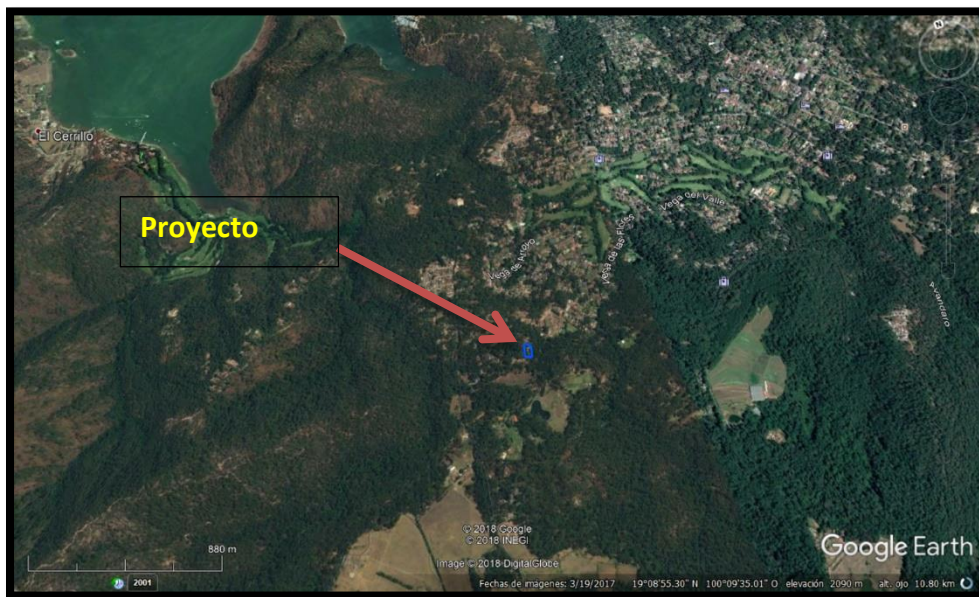 N
El Cerrillo
Proyecto
Vega del Valle
Vega de las Flores
Vega de Arroyo
Avandaro
880 m
© 2018 Google
© 2018 INEGI
Image © 2018 DigitalGlobe
Google Earth
2001
Fechas de imágenes: 3/19/2017 19°08'55.30" N 100°09'35.01" O elevación 2090 m alt. ojo 10.80 km